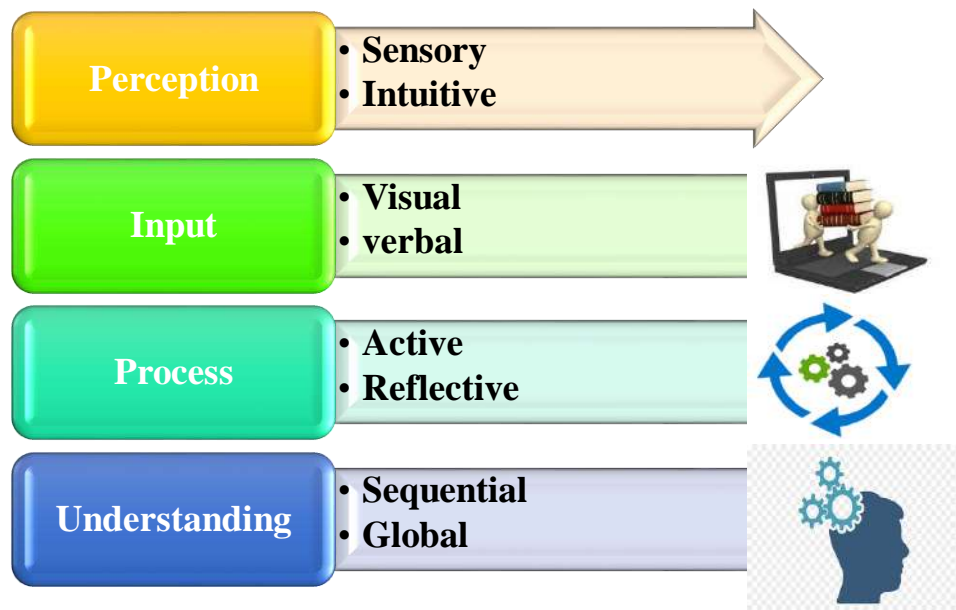 Perception
• Sensory
• Intuitive
Input
• Visual
• verbal
Process
• Active
• Reflective
Understanding
• Sequential
• Global